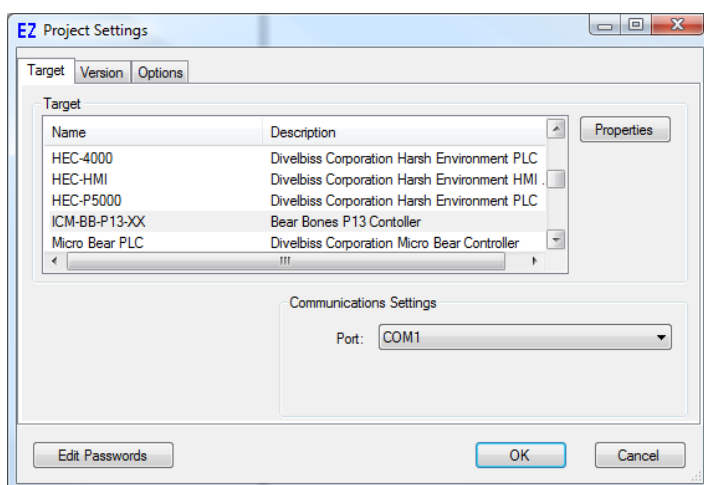 EZ Project Settings
Target Version Options
Target
Name Description
HEC-4000 Divelbiss Corporation Harsh Environment PLC
HEC-HMI Divelbiss Corporation Harsh Environment HMI .
HEC-P5000 Divelbiss Corporation Harsh Environment PLC
ICM-BB-P13-XX Bear Bones P13 Contoller
Micro Bear PLC Divelbiss Corporation Micro Bear Controller
Properties
Communications Settings
Port: COM1
Edit Passwords OK Cancel